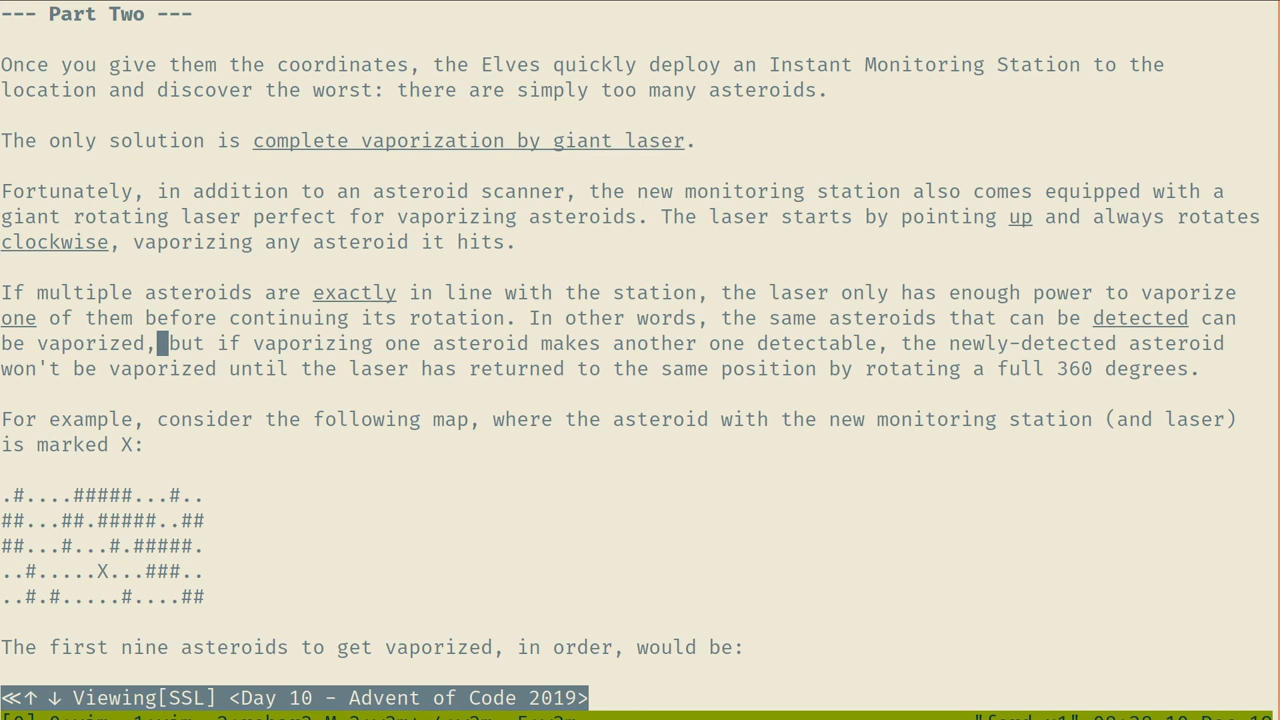 --- Part Two ---
Once you give them the coordinates, the Elves quickly deploy an Instant Monitoring Station to the
location and discover the worst: there are simply too many asteroids.
The only solution is complete vaporization by giant laser.
Fortunately, in addition to an asteroid scanner, the new monitoring station also comes equipped with a
giant rotating laser perfect for vaporizing asteroids. The laser starts by pointing up and always rotates
clockwise, vaporizing any asteroid it hits.
If multiple asteroids are exactly in line with the station, the laser only has enough power to vaporize
one of them before continuing its rotation. In other words, the same asteroids that can be detected can
be vaporized, but if vaporizing one asteroid makes another one detectable, the newly-detected asteroid
won't be vaporized until the laser has returned to the same position by rotating a full 360 degrees.
For example, consider the following map, where the asteroid with the new monitoring station (and laser)
is marked X:
.#....#####...#..
##...##.#####..##
##...#...#.#####.
..#.....X...###..
..#.#.....#....##
The first nine asteroids to get vaporized, in order, would be:
≪↑ ↓ Viewing[SSL] <Day 10 - Advent of Code 2019>